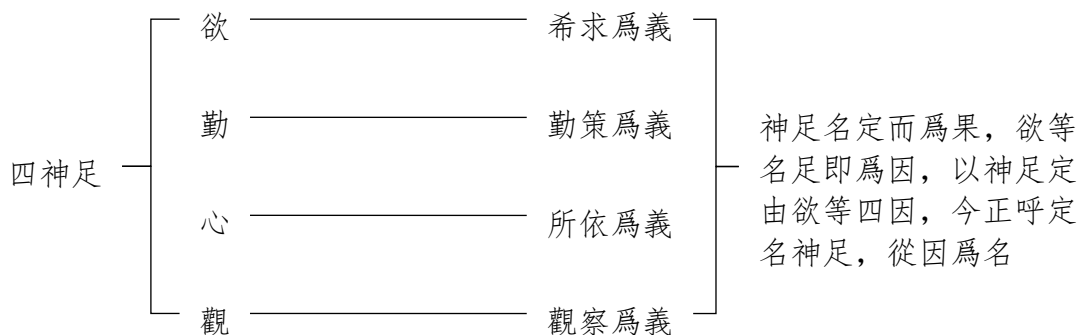 四神足
欲 希求爲義
勤 勤策爲義
心 所依爲義
觀 觀察爲義
神足名定而爲果，欲等
名足即爲因，以神足定
由欲等四因，今正呼定
名神足，從因爲名